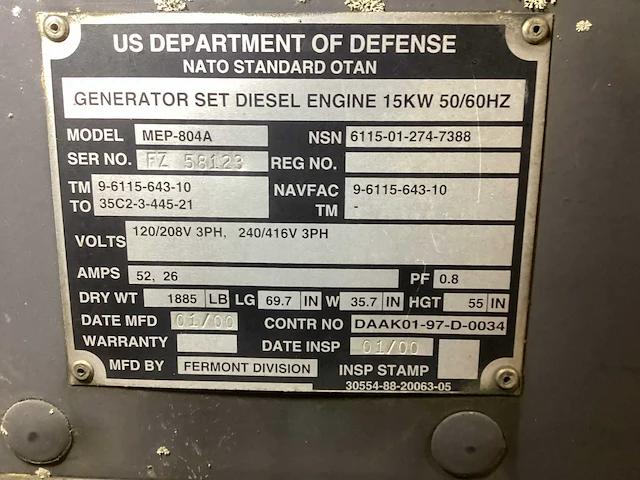 US DEPARTMENT OF DEFENSE
NATO STANDARD OTAN
GENERATOR SET DIESEL ENGINE 15KW 50/60HZ
MODEL MEP-804A NSN 6115-01-274-7388
SER NO. FZ 58123 REG NO.
TM 9-6115-643-10 NAVFAC 9-6115-643-10
TO 35C2-3-445-21 TM -
VOLTS 120/208V 3PH, 240/416V 3PH
AMPS 52, 26 PF 0.8
DRY WT 1885 LB LG 69.7 IN W 35.7 IN HGT 55 IN
DATE MFD 01/00 CONTR NO DAAK01-97-D-0034
WARRANTY DATE INSP 01/00
MFD BY FERMONT DIVISION INSP STAMP
30554-88-20063-05